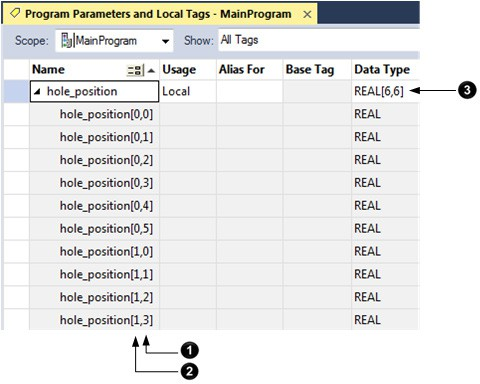 Program Parameters and Local Tags - MainProgram ×
Scope: MainProgram Show: All Tags
Name Usage Alias For Base Tag Data Type
hole_position Local REAL[6,6] 3
hole_position[0,0] REAL
hole_position[0,1] REAL
hole_position[0,2] REAL
hole_position[0,3] REAL
hole_position[0,4] REAL
hole_position[0,5] REAL
hole_position[1,0] REAL
hole_position[1,1] REAL
hole_position[1,2] REAL
hole_position[1,3] REAL
1
2